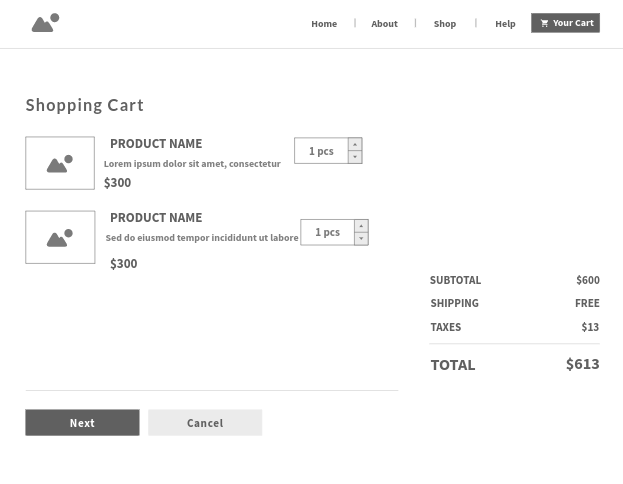 Home | About | Shop | Help Your Cart
Shopping Cart
PRODUCT NAME
Lorem ipsum dolor sit amet, consectetur
1 pcs
$300
PRODUCT NAME
Sed do eiusmod tempor incididunt ut labore
1 pcs
$300
SUBTOTAL $600
SHIPPING FREE
TAXES $13
TOTAL $613
Next Cancel